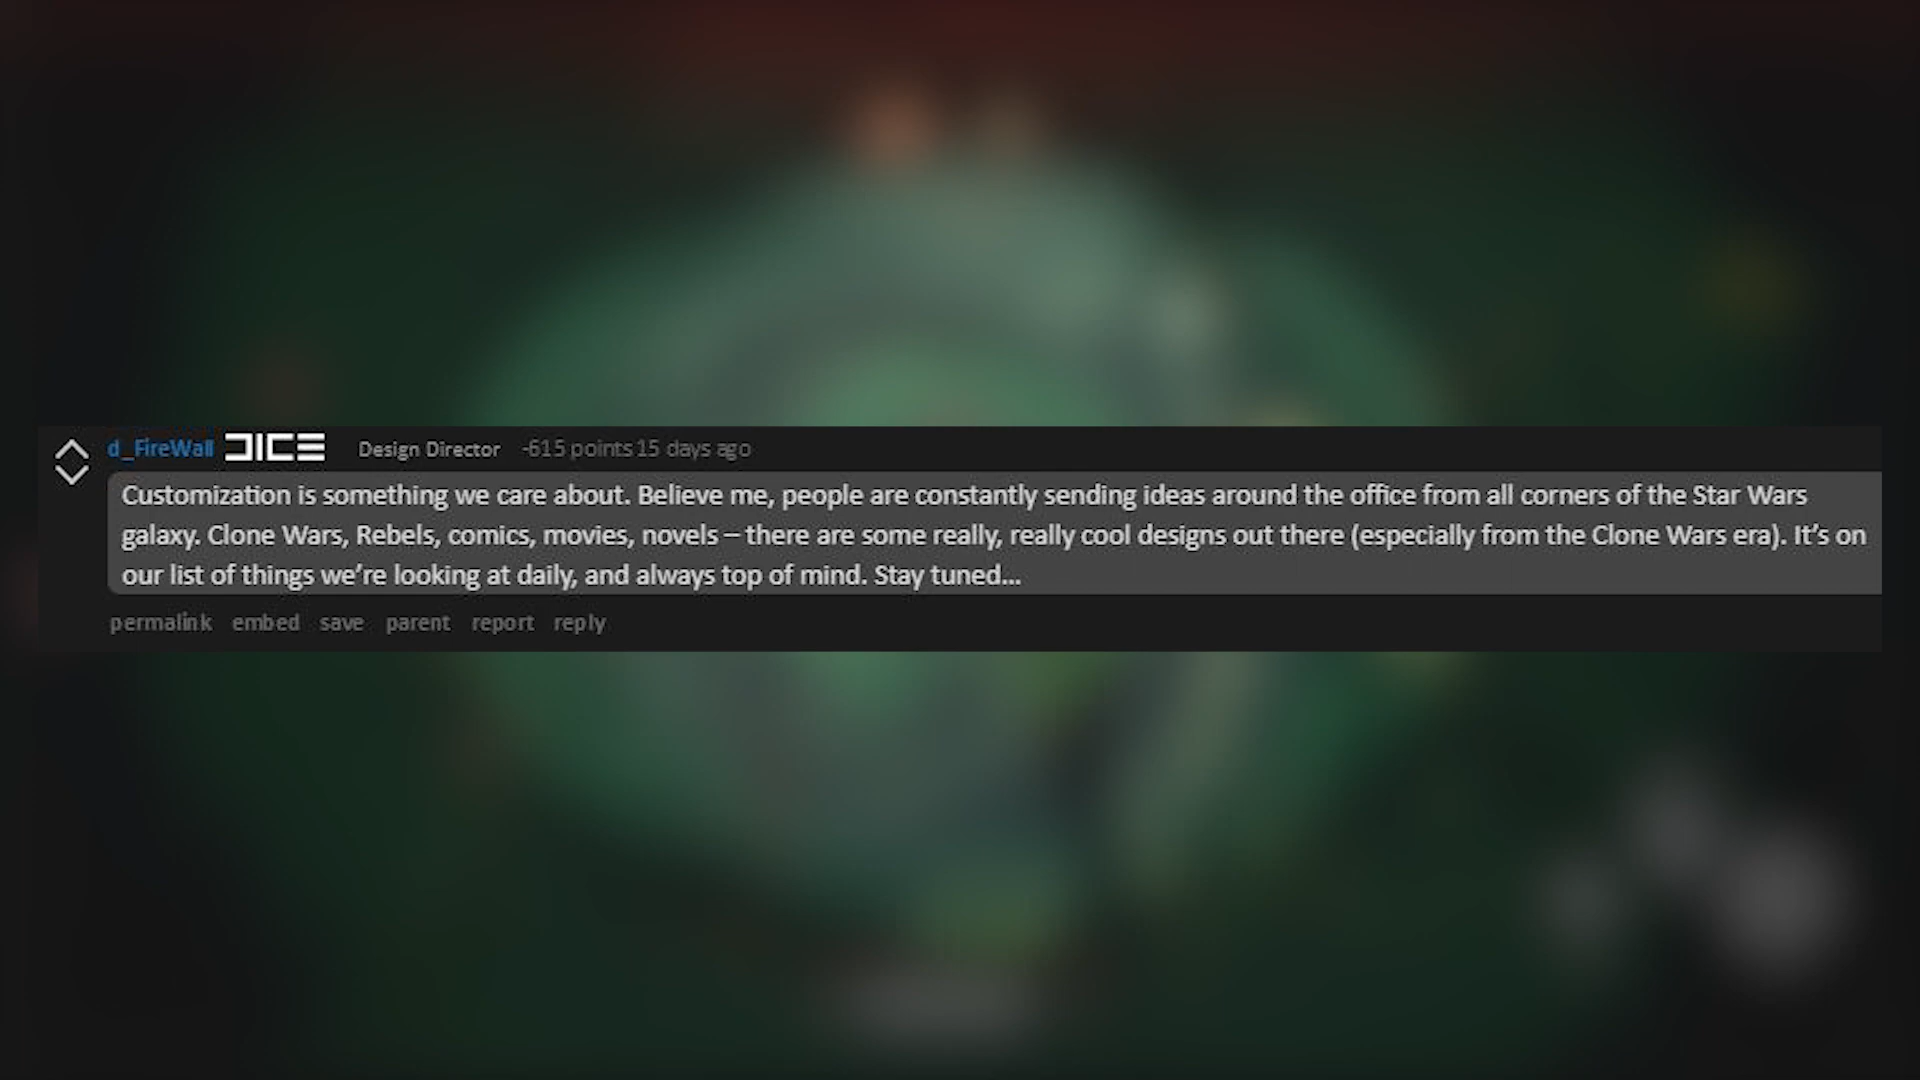 d_FireWall DICE Design Director -615 points 15 days ago
Customization is something we care about. Believe me, people are constantly sending ideas around the office from all corners of the Star Wars
galaxy. Clone Wars, Rebels, comics, movies, novels – there are some really, really cool designs out there (especially from the Clone Wars era). It’s on
our list of things we’re looking at daily, and always top of mind. Stay tuned...
permalink embed save parent report reply